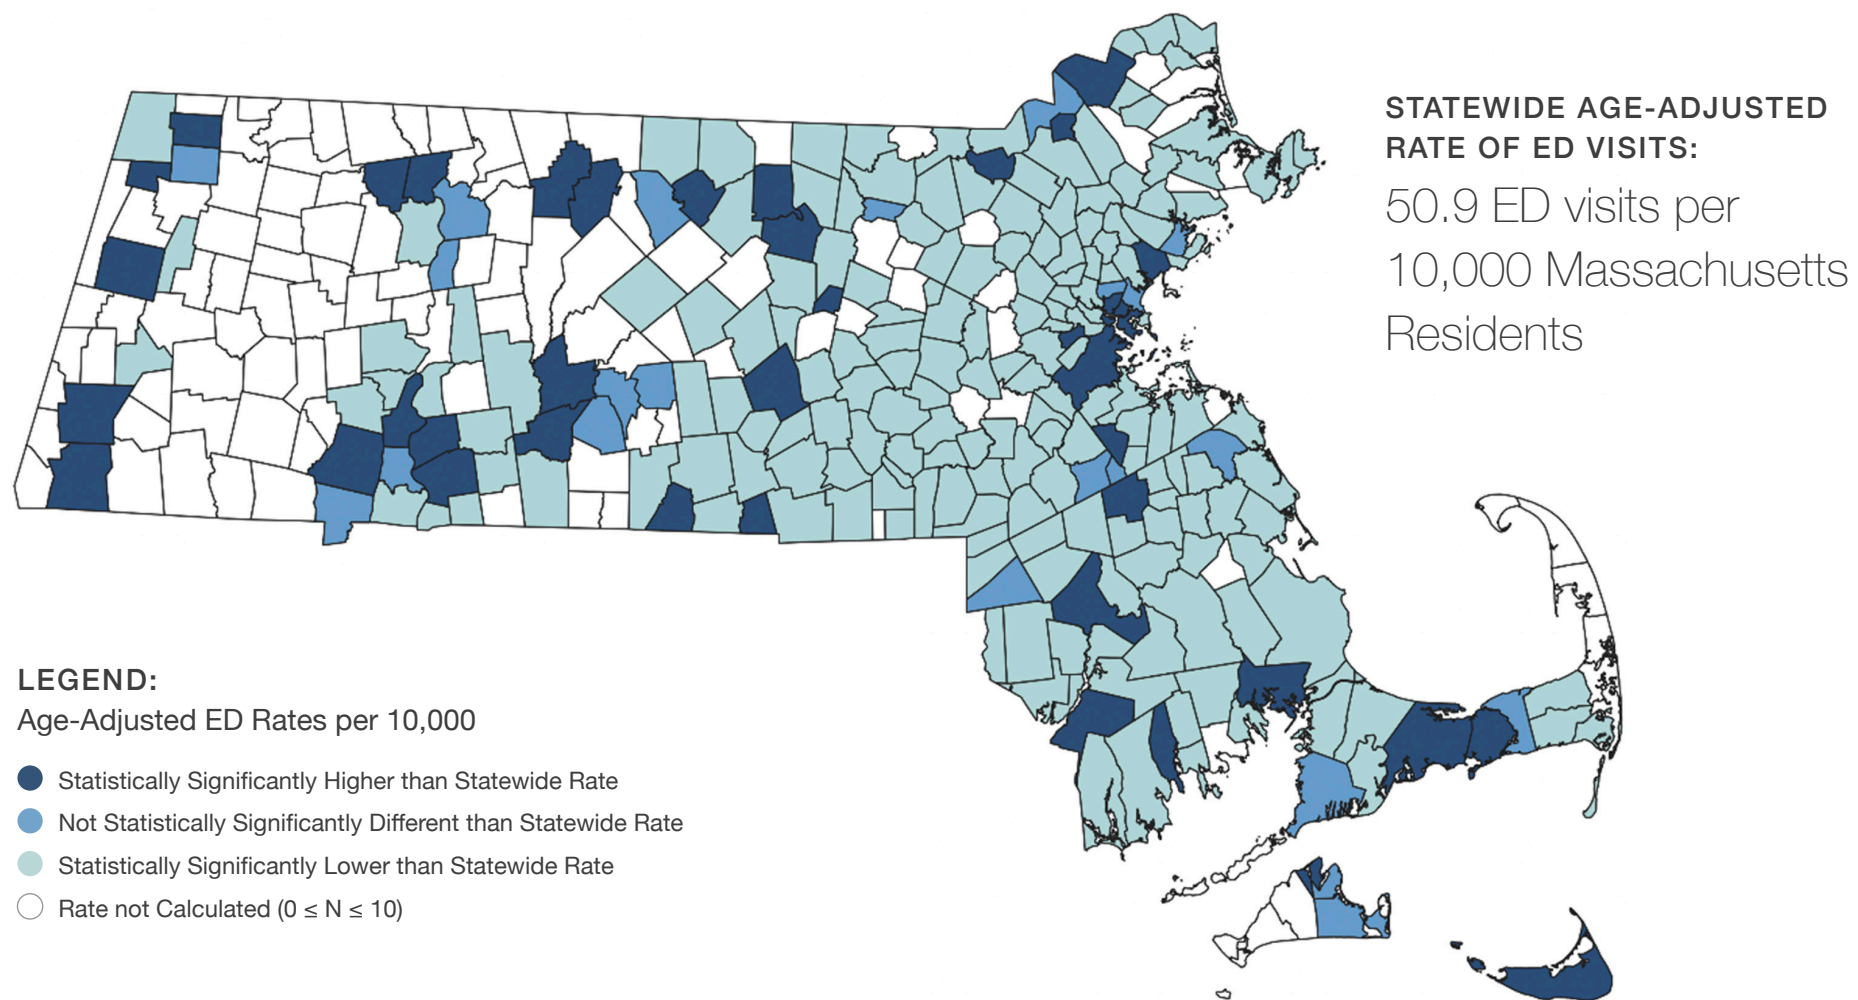 STATEWIDE AGE-ADJUSTED
RATE OF ED VISITS:
50.9 ED visits per
10,000 Massachusetts
Residents
LEGEND:
Age-Adjusted ED Rates per 10,000
Statistically Significantly Higher than Statewide Rate
Not Statistically Significantly Different than Statewide Rate
Statistically Significantly Lower than Statewide Rate
Rate not Calculated (0 ≤ N ≤ 10)